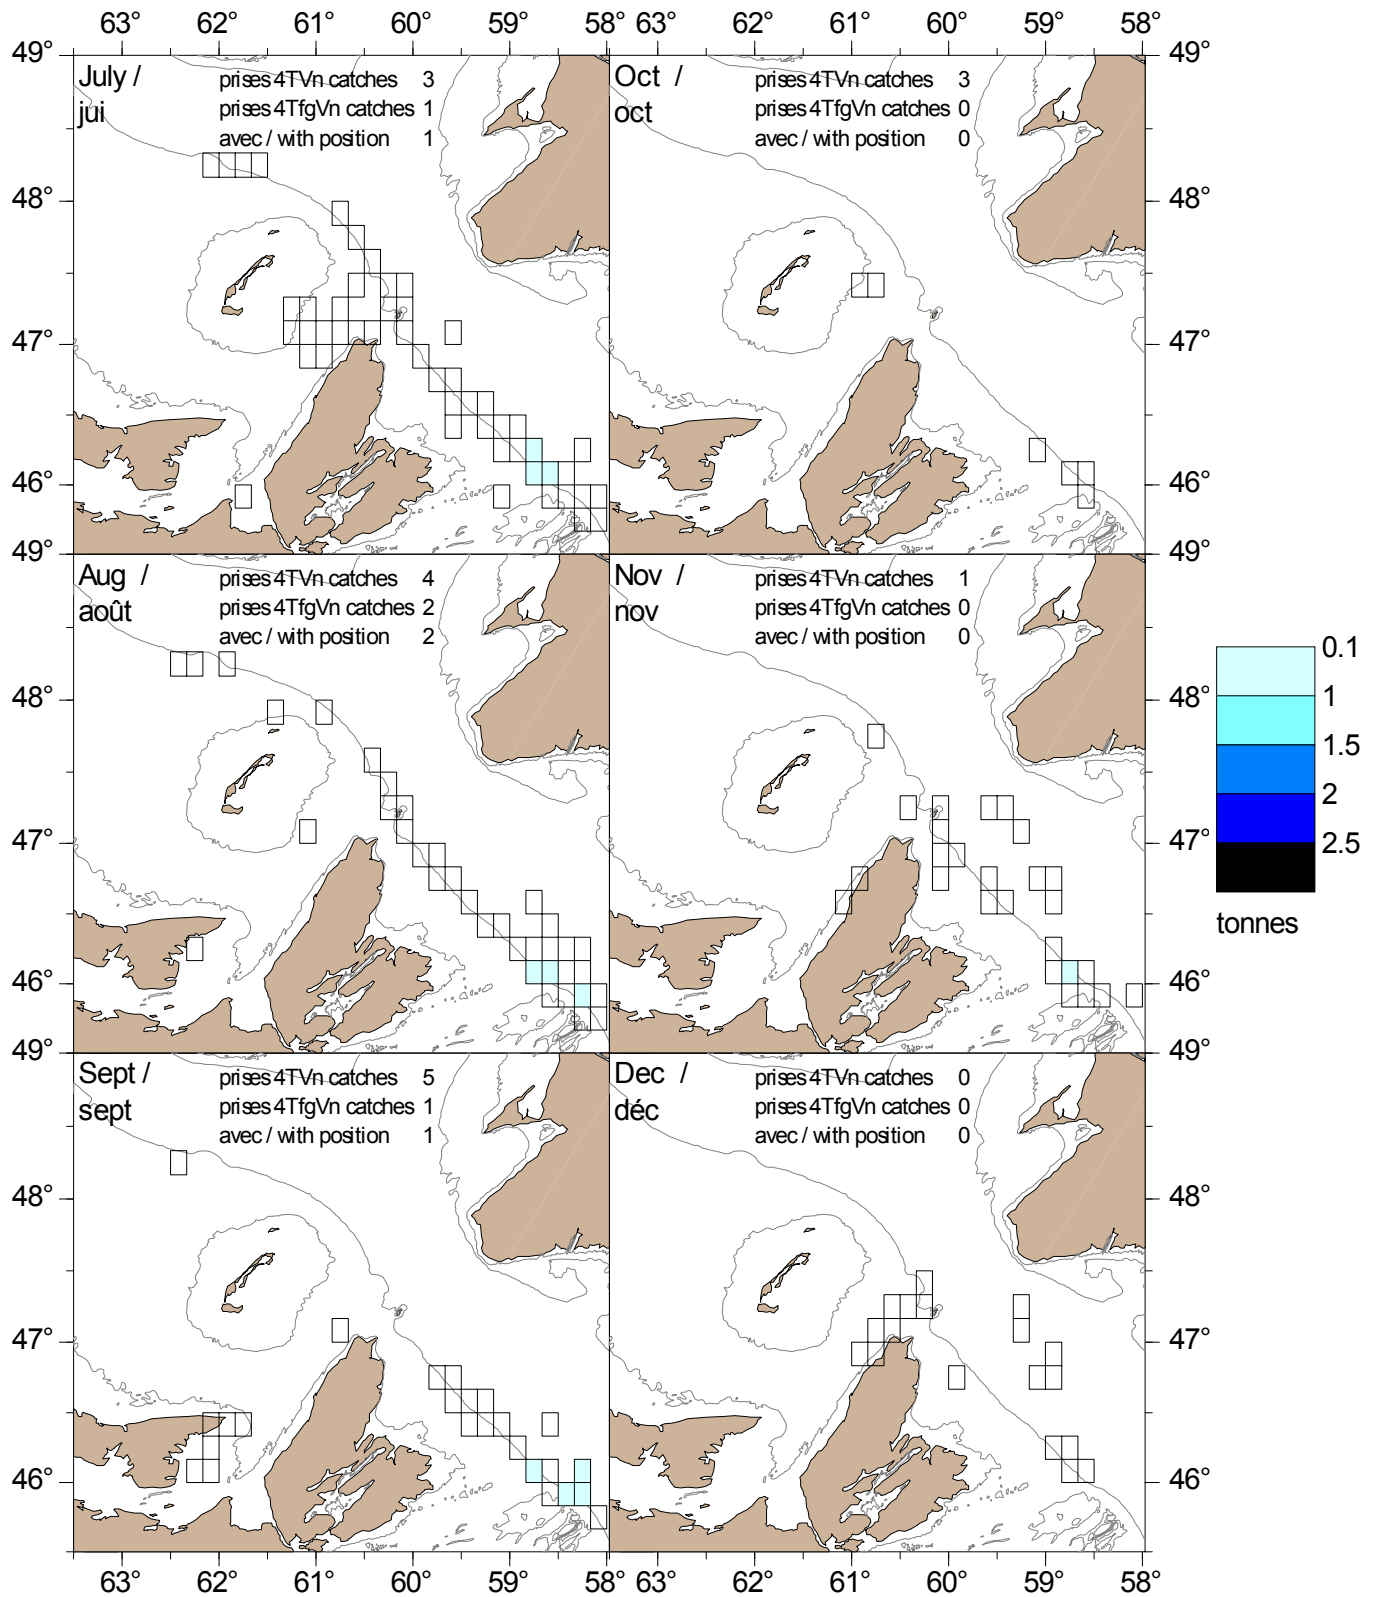 63° 62° 61° 60° 59° 58° 63° 62° 61° 60° 59° 58°
49° 49°
July / jui
prises 4TVn catches 3
prises 4TfgVn catches 1
avec / with position 1
Oct / oct
prises 4TVn catches 3
prises 4TfgVn catches 0
avec / with position 0
48° 48°
47° 47°
46° 46°
49° 49°
Aug / août
prises 4TVn catches 4
prises 4TfgVn catches 2
avec / with position 2
Nov / nov
prises 4TVn catches 1
prises 4TfgVn catches 0
avec / with position 0
48° 48°
47° 47°
46° 46°
49° 49°
0.1
1
1.5
2
2.5
tonnes
Sept / sept
prises 4TVn catches 5
prises 4TfgVn catches 1
avec / with position 1
Dec / déc
prises 4TVn catches 0
prises 4TfgVn catches 0
avec / with position 0
48° 48°
47° 47°
46° 46°
63° 62° 61° 60° 59° 58° 63° 62° 61° 60° 59° 58°